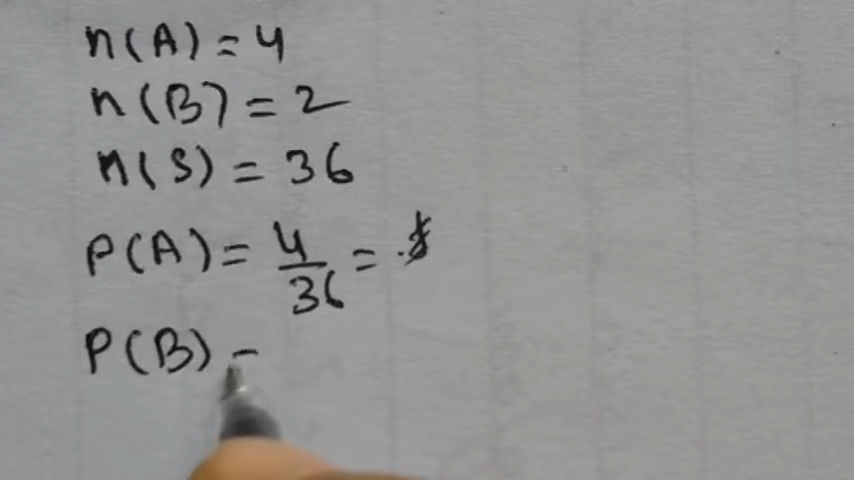 n(A) = 4
n(B) = 2
n(S) = 36
P(A) = 4/36 =
P(B) -